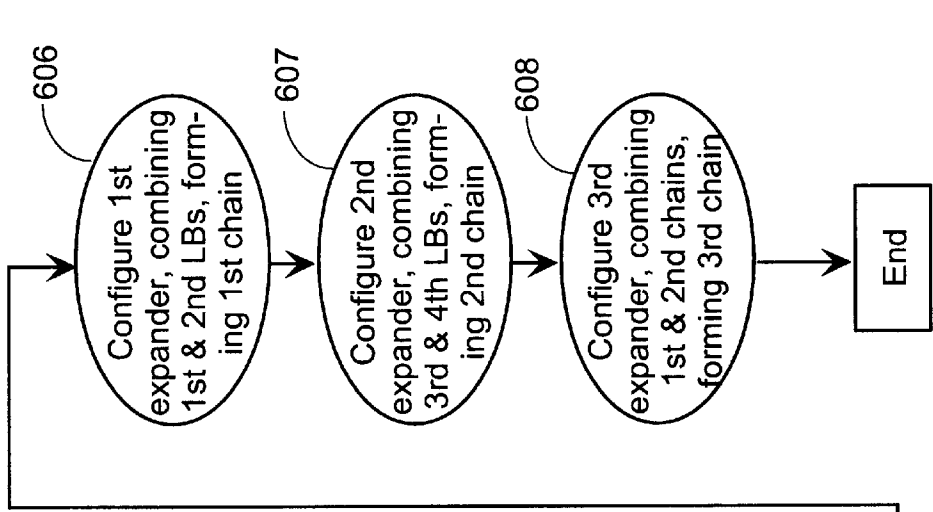 606
Configure 1st
expander, combining
1st & 2nd LBs, form-
ing 1st chain
607
Configure 2nd
expander, combining
3rd & 4th LBs, form-
ing 2nd chain
608
Configure 3rd
expander, combining
1st & 2nd chains,
forming 3rd chain
End